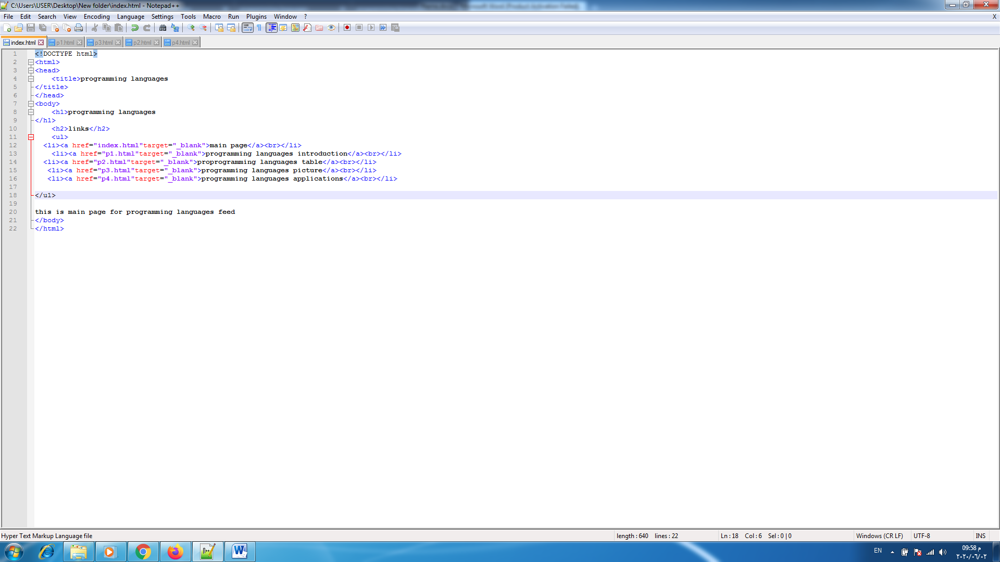 C:\Users\USER\Desktop\New folder\index.html - Notepad++
File Edit Search View Encoding Language Settings Tools Macro Run Plugins Window ? X
index.html p1.html p3.html p2.html p4.html
1 <!DOCTYPE html>
2 <html>
3 <head>
4 <title>programming languages
5 </title>
6 </head>
7 <body>
8 <h1>programming languages
9 </h1>
10 <h2>links</h2>
11 <ul>
12 <li><a href="index.html"target="_blank">main page</a><br></li>
13 <li><a href="p1.html"target="_blank">programming languages introduction</a><br></li>
14 <li><a href="p2.html"target="_blank">proprogramming languages table</a><br></li>
15 <li><a href="p3.html"target="_blank">programming languages picture</a><br></li>
16 <li><a href="p4.html"target="_blank">programming languages applications</a><br></li>
17
18 </u1>
19
20 this is main page for programming languages feed
21 </body>
22 </html>
Hyper Text Markup Language file length : 640 lines : 22 Ln : 18 Col : 6 Sel : 0 | 0 Windows (CR LF) UTF-8 INS
EN
09:58 م
٢٠٢٠/٠٦/٠٢